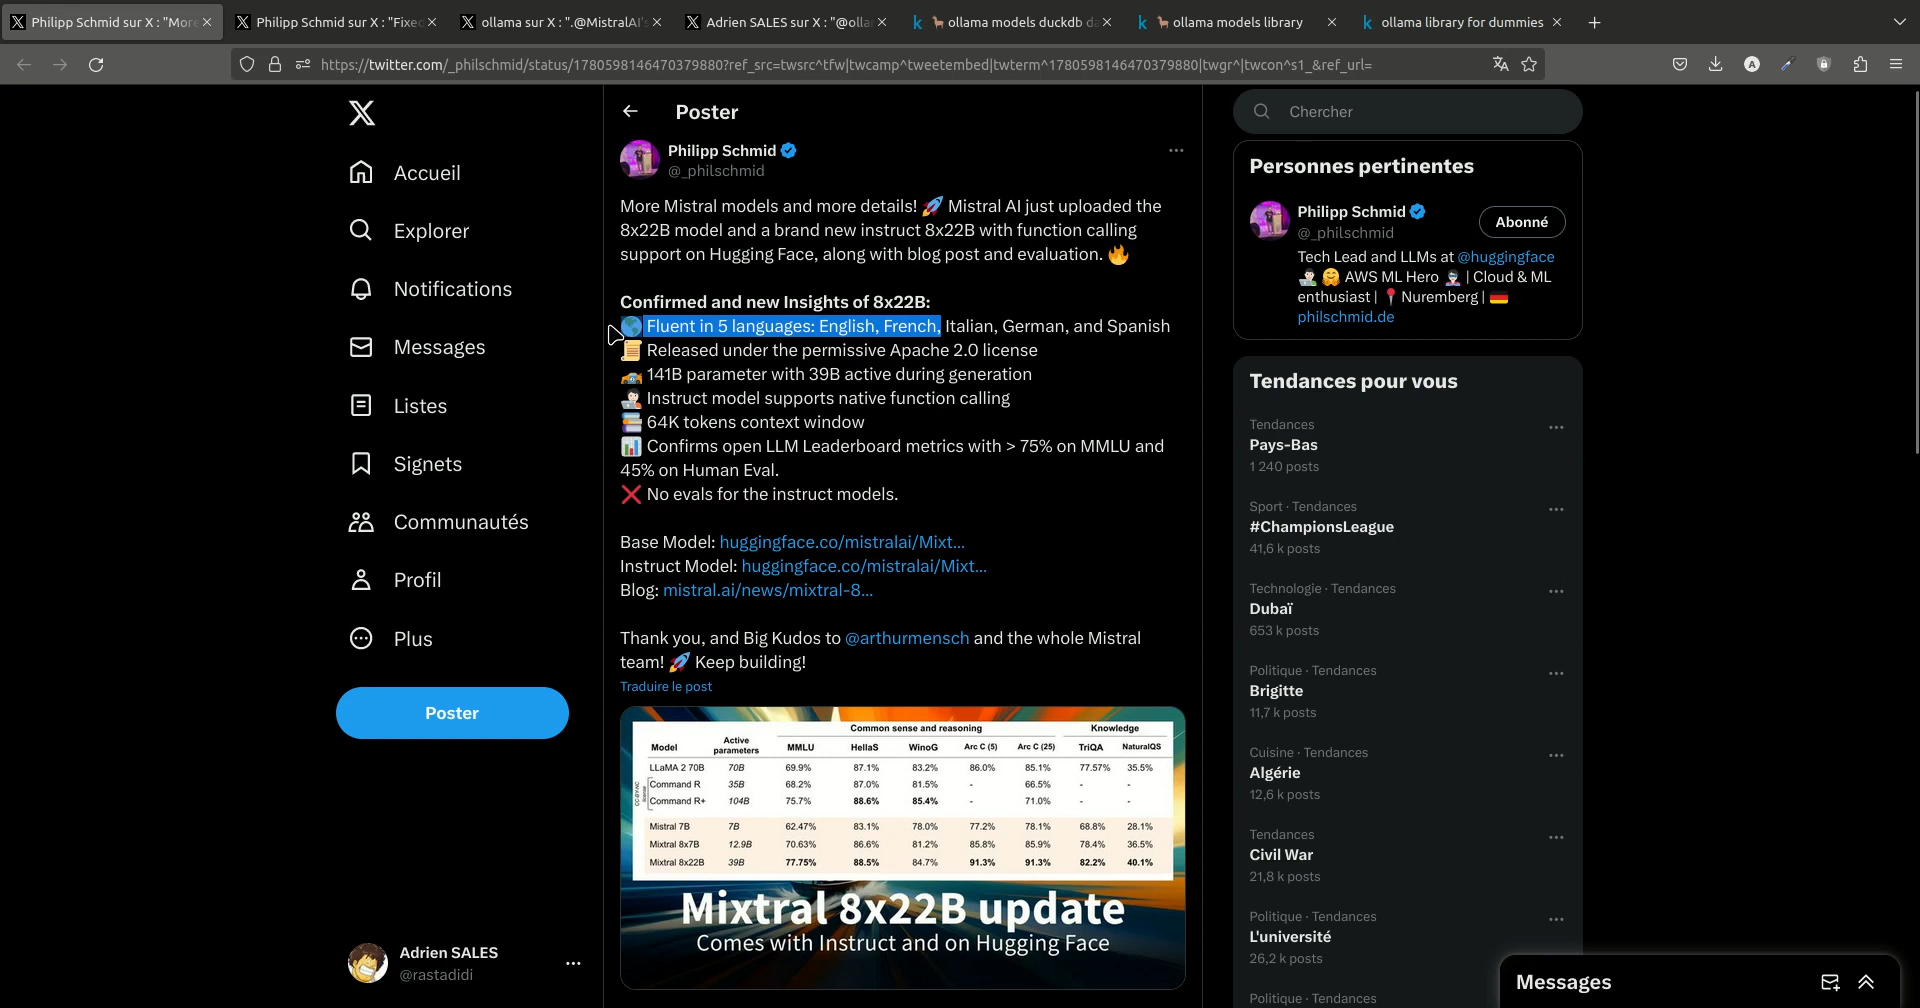 Philipp Schmid sur X : "More
Philipp Schmid sur X : "Fixed
ollama sur X : ".@MistralAI's
Adrien SALES sur X : "@olla
ollama models duckdb da
ollama models library
ollama library for dummies
https://twitter.com/_philschmid/status/1780598146470379880?ref_src=twsrc^tfw|twcamp^tweetembed|twterm^1780598146470379880|twgr^|twcon^s1_&ref_url=
Accueil
Explorer
Notifications
Messages
Listes
Signets
Communautés
Profil
Plus
Poster
Adrien SALES
@rastadidi
Poster
Philipp Schmid
@_philschmid
More Mistral models and more details! 🚀 Mistral AI just uploaded the
8x22B model and a brand new instruct 8x22B with function calling
support on Hugging Face, along with blog post and evaluation. 🔥
Confirmed and new Insights of 8x22B:
🌎 Fluent in 5 languages: English, French, Italian, German, and Spanish
📜 Released under the permissive Apache 2.0 license
🚕 141B parameter with 39B active during generation
🧑🏻‍💻 Instruct model supports native function calling
📚 64K tokens context window
📊 Confirms open LLM Leaderboard metrics with > 75% on MMLU and
45% on Human Eval.
❌ No evals for the instruct models.
Base Model: huggingface.co/mistralai/Mixt...
Instruct Model: huggingface.co/mistralai/Mixt...
Blog: mistral.ai/news/mixtral-8...
Thank you, and Big Kudos to @arthurmensch and the whole Mistral
team! 🚀 Keep building!
Traduire le post
Common sense and reasoning Knowledge
Model Active parameters MMLU HellaS WinoG Arc C (5) Arc C (25) TriQA NaturalQS
LLaMA 2 70B 70B 69.9% 87.1% 83.2% 86.0% 85.1% 77.57% 35.5%
CC-BY-NC license
Command R 35B 68.2% 87.0% 81.5% - 66.5% - -
Command R+ 104B 75.7% 88.6% 85.4% - 71.0% - -
Mistral 7B 7B 62.47% 83.1% 78.0% 77.2% 78.1% 68.8% 28.1%
Mixtral 8x7B 12.9B 70.63% 86.6% 81.2% 85.8% 85.9% 78.4% 36.5%
Mixtral 8x22B 39B 77.75% 88.5% 84.7% 91.3% 91.3% 82.2% 40.1%
Mixtral 8x22B update
Comes with Instruct and on Hugging Face
Chercher
Personnes pertinentes
Philipp Schmid
@_philschmid
Abonné
Tech Lead and LLMs at @huggingface
👨🏻‍💻 🤗 AWS ML Hero 🦸🏻 | Cloud & ML
enthusiast | 📍 Nuremberg | 🇩🇪
philschmid.de
Tendances pour vous
Tendances
Pays-Bas
1 240 posts
Sport · Tendances
#ChampionsLeague
41,6 k posts
Technologie · Tendances
Dubaï
653 k posts
Politique · Tendances
Brigitte
11,7 k posts
Cuisine · Tendances
Algérie
12,6 k posts
Tendances
Civil War
21,8 k posts
Politique · Tendances
L'université
26,2 k posts
Politique · Tendances
Messages